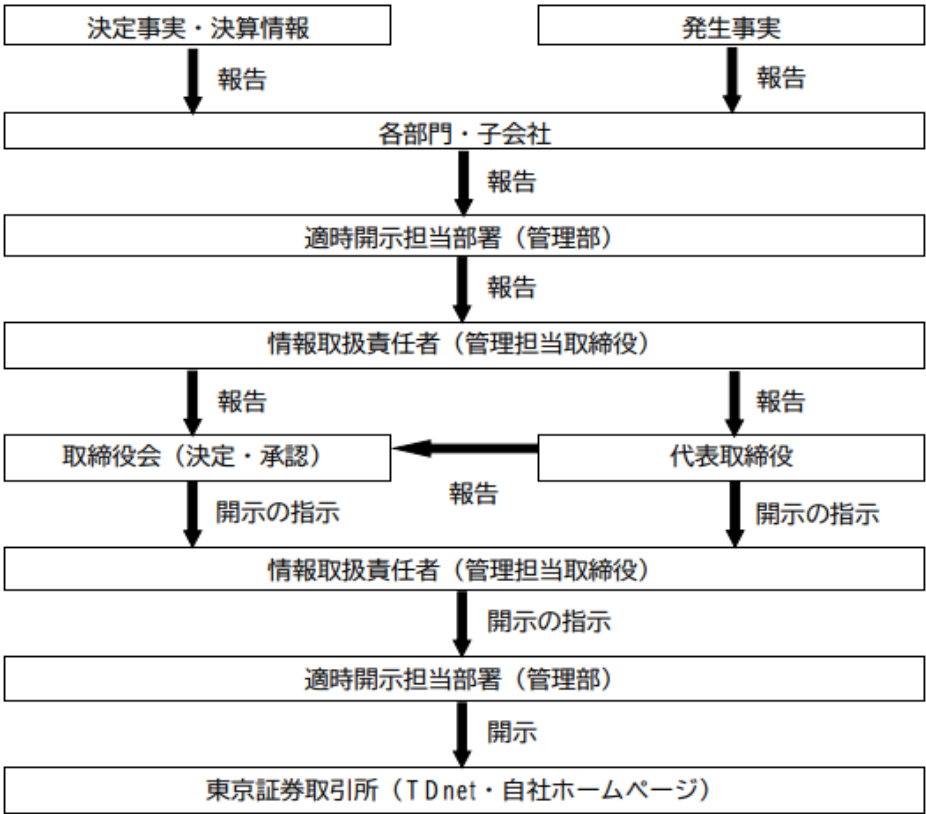 決定事実・決算情報
発生事実
報告
報告
各部門・子会社
報告
適時開示担当部署（管理部）
報告
情報取扱責任者（管理担当取締役）
報告
報告
取締役会（決定・承認）
代表取締役
報告
開示の指示
開示の指示
情報取扱責任者（管理担当取締役）
開示の指示
適時開示担当部署（管理部）
開示
東京証券取引所（TDnet・自社ホームページ）